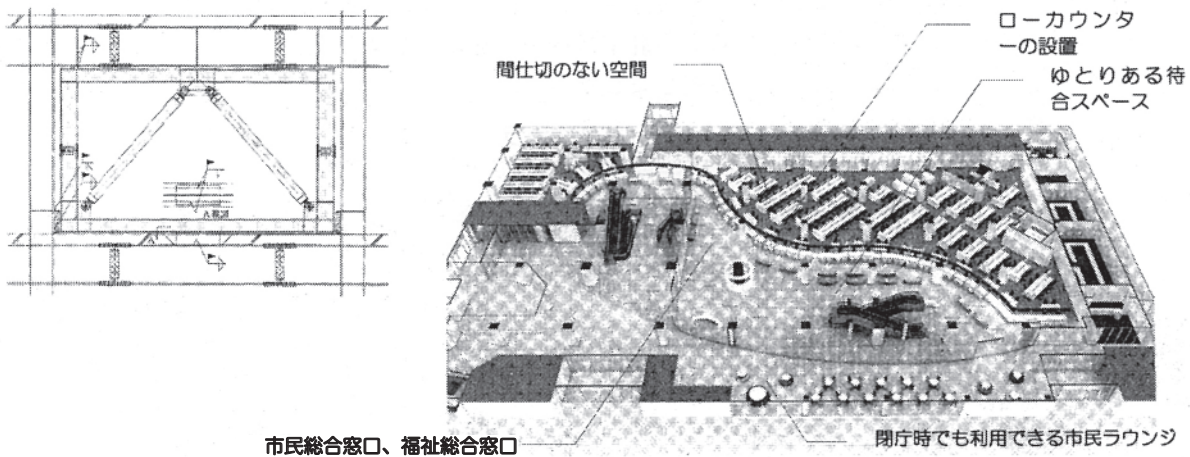 ローカウンタ
ーの設置
間仕切のない空間
ゆとりある待
合スペース
A視図
市民総合窓口、福祉総合窓口
閉庁時でも利用できる市民ラウンジ